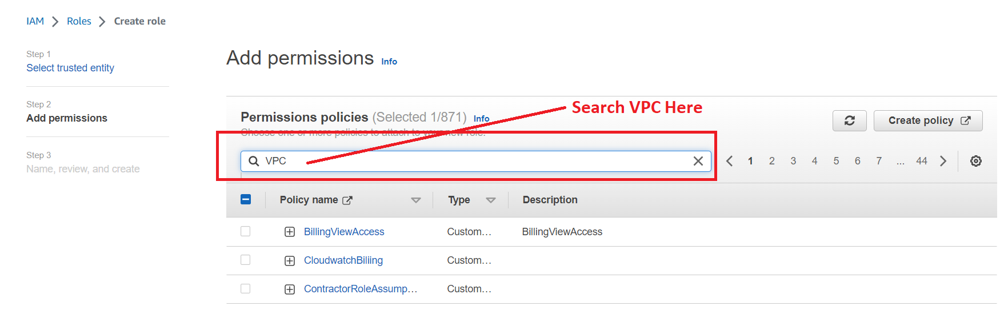 IAM > Roles > Create role
Step 1
Select trusted entity
Step 2
Add permissions
Step 3
Name, review, and create
Add permissions Info
Search VPC Here
Permissions policies (Selected 1/871) Info
Choose one or more policies to attach to your new role.
Create policy
VPC
1 2 3 4 5 6 7 ... 44
Policy name Type Description
BillingViewAccess Custom... BillingViewAccess
CloudwatchBiliing Custom...
ContractorRoleAssump... Custom...